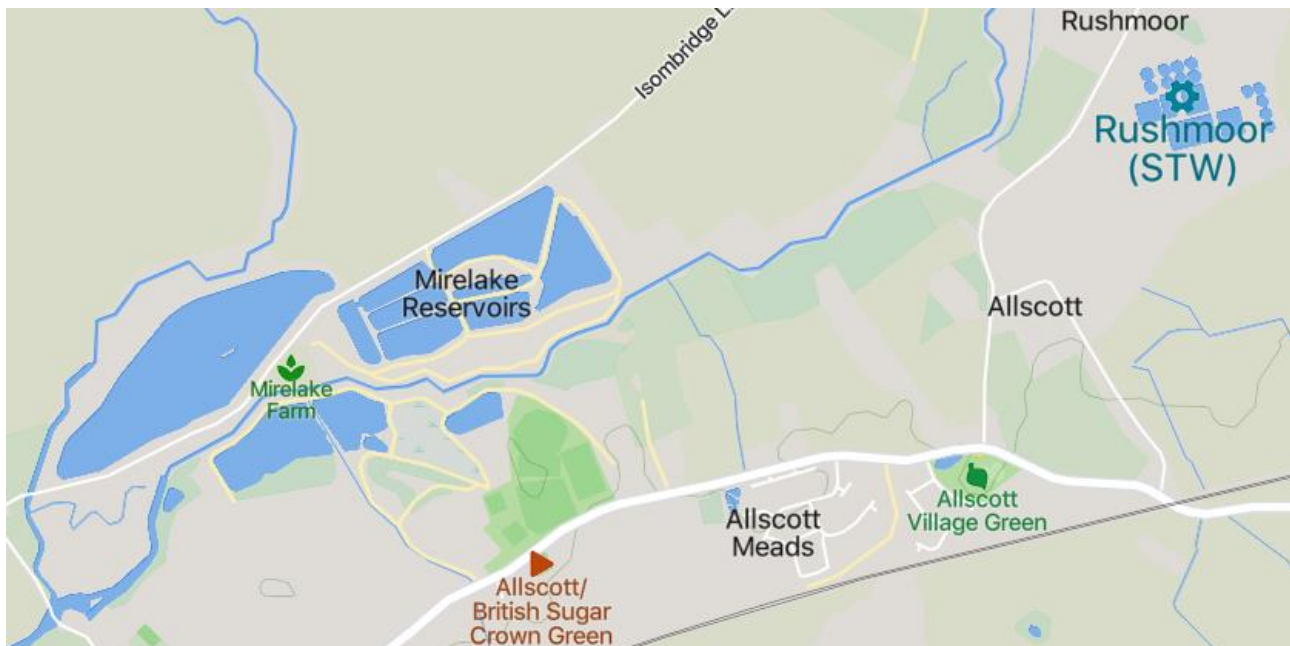 Rushmoor
Isombridge L
Rushmoor
(STW)
Mirelake
Reservoirs
Allscott
Mirelake
Farm
Allscott
Village Green
Allscott
Meads
Allscott/
British Sugar
Crown Green